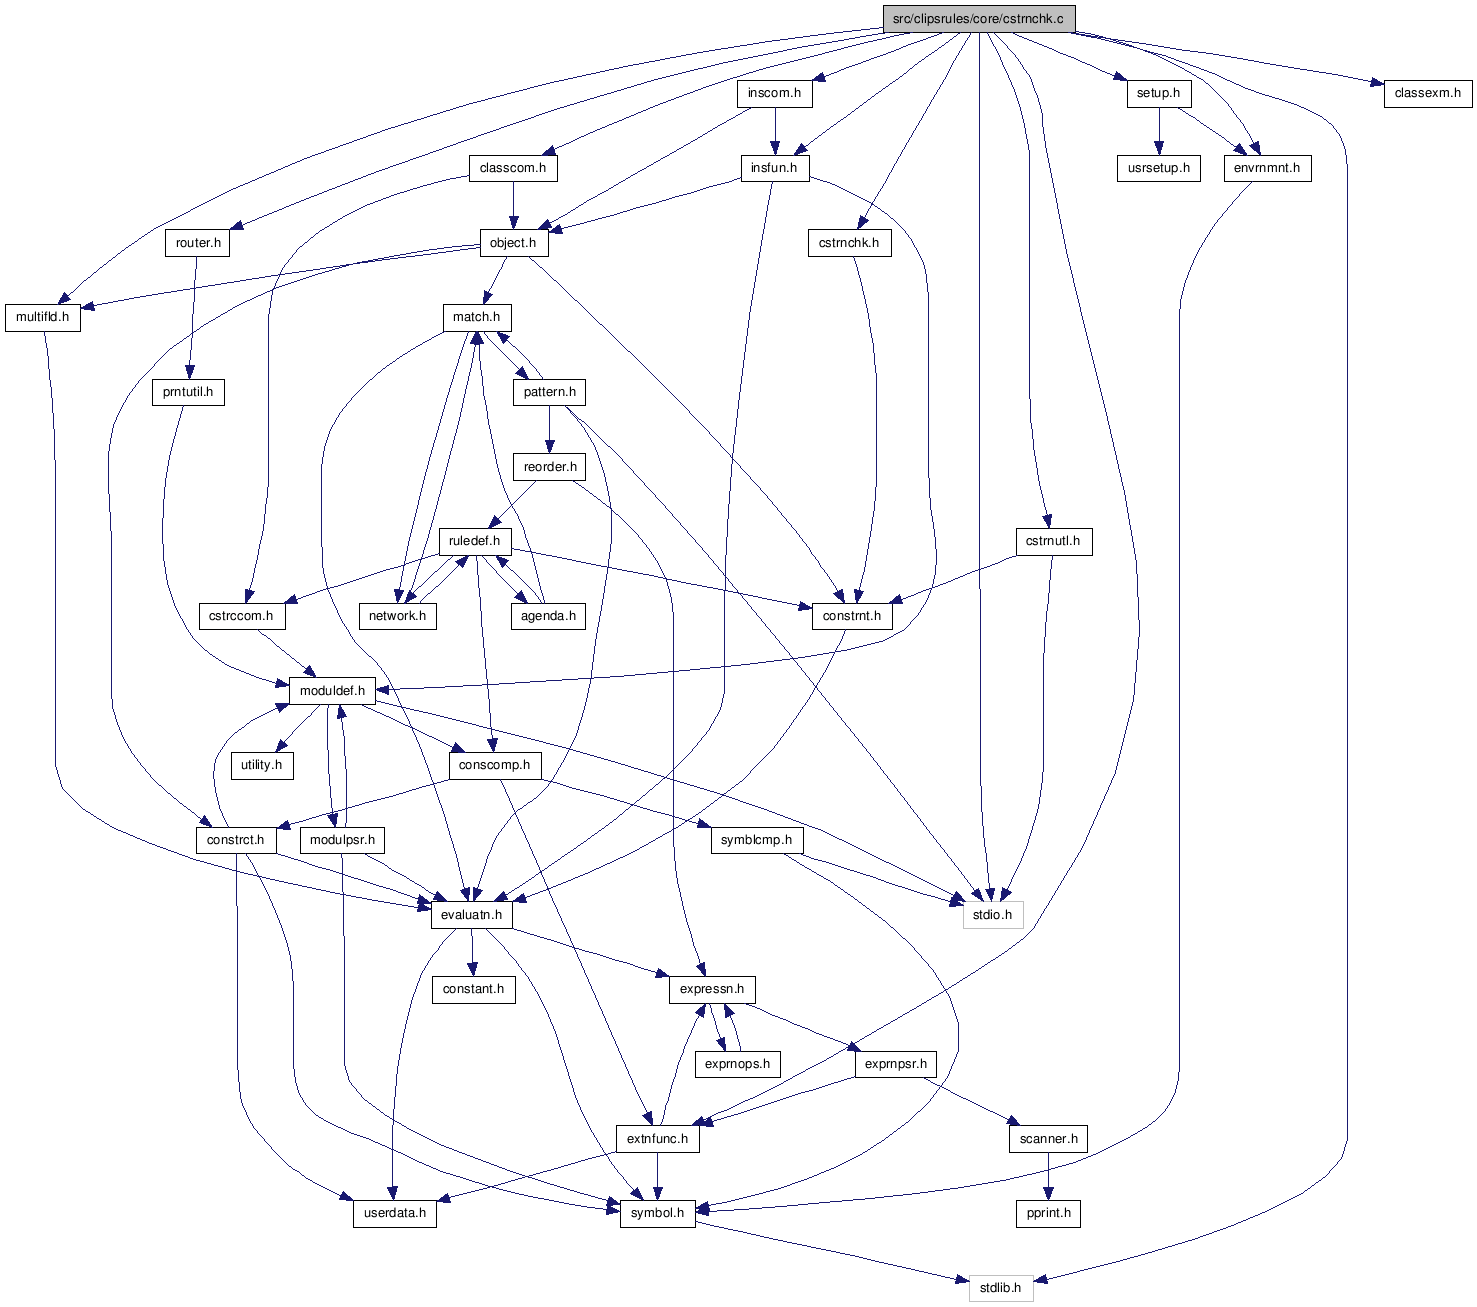 src/clipsrules/core/cstrnchk.c
inscom.h
setup.h
classexm.h
classcom.h
insfun.h
usrsetup.h
envrnmnt.h
router.h
object.h
cstrnchk.h
multifld.h
match.h
prntutil.h
pattern.h
reorder.h
ruledef.h
cstrnutl.h
cstrccom.h
network.h
agenda.h
constrnt.h
moduldef.h
utility.h
conscomp.h
constrct.h
modulpsr.h
symblcmp.h
evaluatn.h
stdio.h
constant.h
expressn.h
exprnops.h
exprnpsr.h
extnfunc.h
scanner.h
userdata.h
symbol.h
pprint.h
stdlib.h